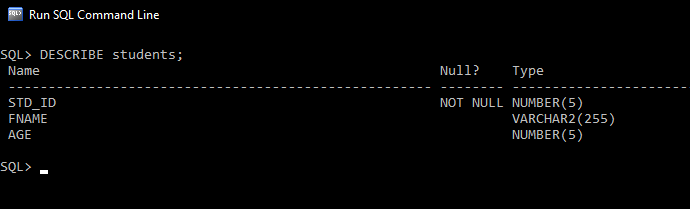 Run SQL Command Line
SQL> DESCRIBE students;
Name Null? Type
----------------------------------------- -------- ----------------------------
STD_ID NOT NULL NUMBER(5)
FNAME VARCHAR2(255)
AGE NUMBER(5)
SQL>